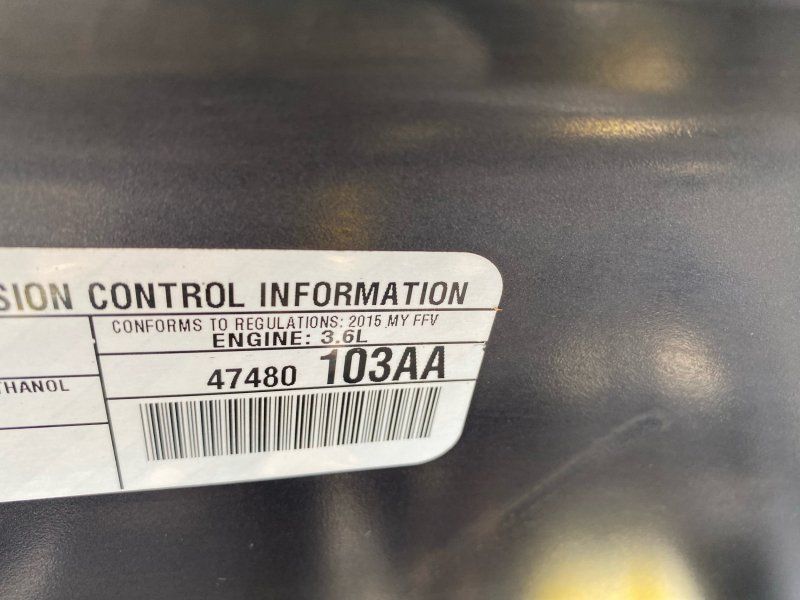 SION CONTROL INFORMATION
CONFORMS TO REGULATIONS: 2015 MY FFV
ENGINE: 3.6L
47480 103AA
THANOL